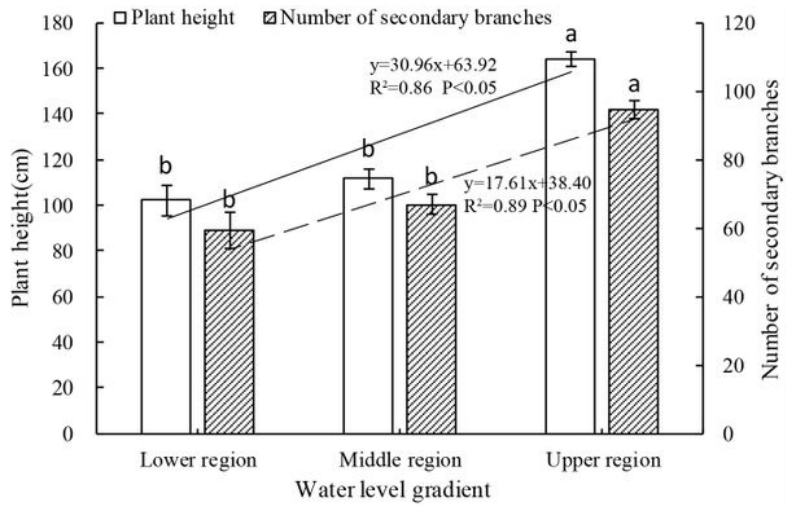 Plant height
Number of secondary branches
180
160
140
120
100
80
60
40
20
0
Plant height(cm)
b
b
b
b
a
a
y=30.96x+63.92
R²=0.86 P<0.05
y=17.61x+38.40
R²=0.89 P<0.05
120
100
80
60
40
20
0
Number of secondary branches
Lower region
Middle region
Upper region
Water level gradient